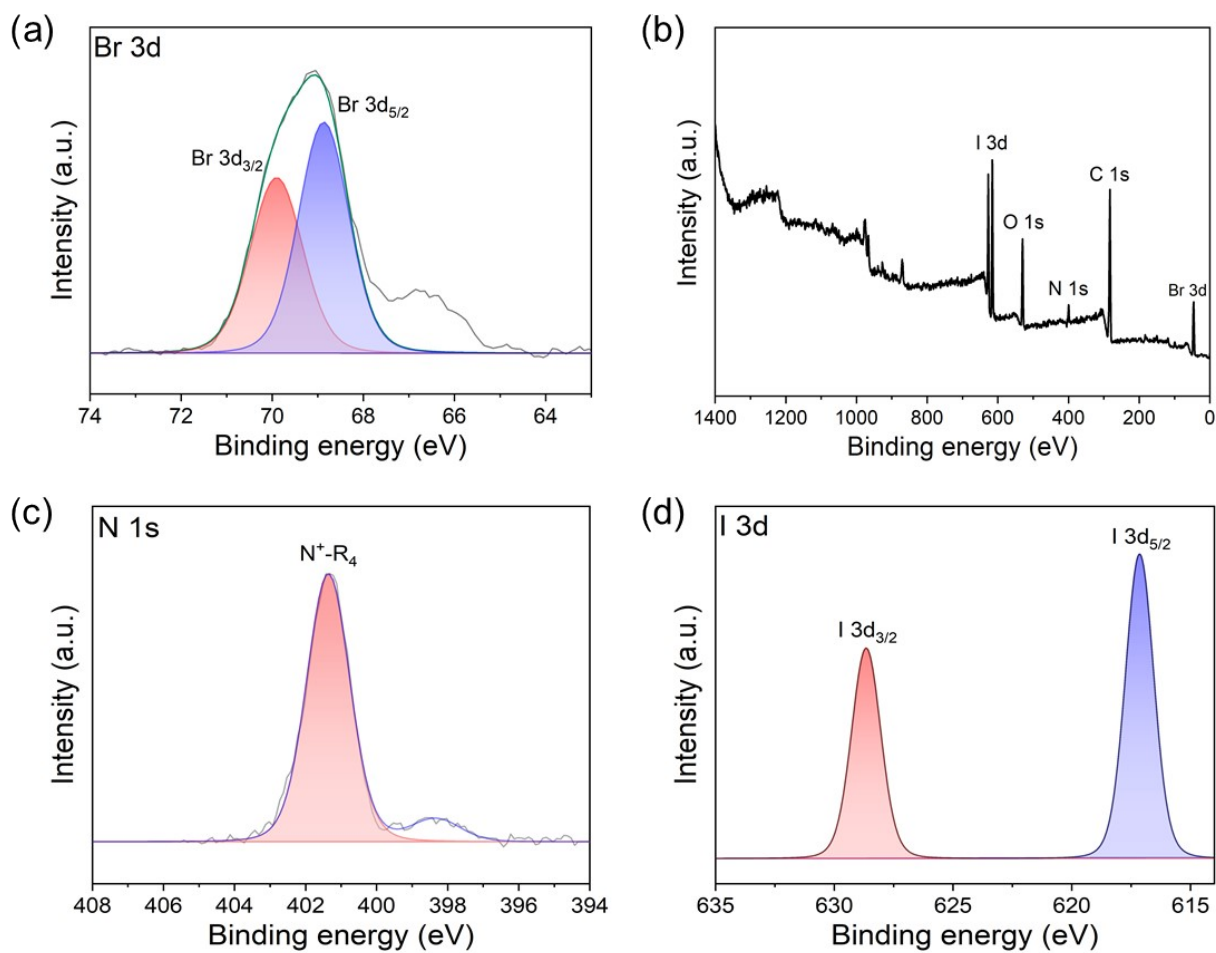 (a)
Br 3d
Br 3d5/2
Br 3d3/2
Intensity (a.u.)
74 72 70 68 66 64
Binding energy (eV)
(b)
I 3d
C 1s
O 1s
N 1s
Br 3d
Intensity (a.u.)
1400 1200 1000 800 600 400 200 0
Binding energy (eV)
(c)
N 1s
N+-R4
Intensity (a.u.)
408 406 404 402 400 398 396 394
Binding energy (eV)
(d)
I 3d
I 3d5/2
I 3d3/2
Intensity (a.u.)
635 630 625 620 615
Binding energy (eV)